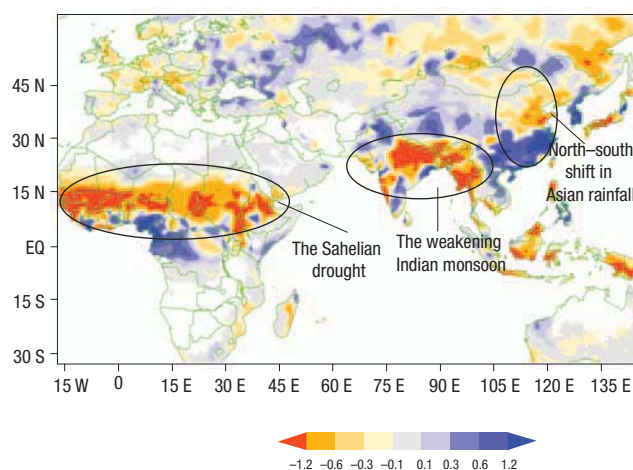 45 N
30 N
15 N
EQ
15 S
30 S
North–south
shift in
Asian rainfall
The Sahelian
drought
The weakening
Indian monsoon
15 W 0 15 E 30 E 45 E 60 E 75 E 90 E 105 E 120 E 135 E
–1.2 –0.6 –0.3 –0.1 0.1 0.3 0.6 1.2